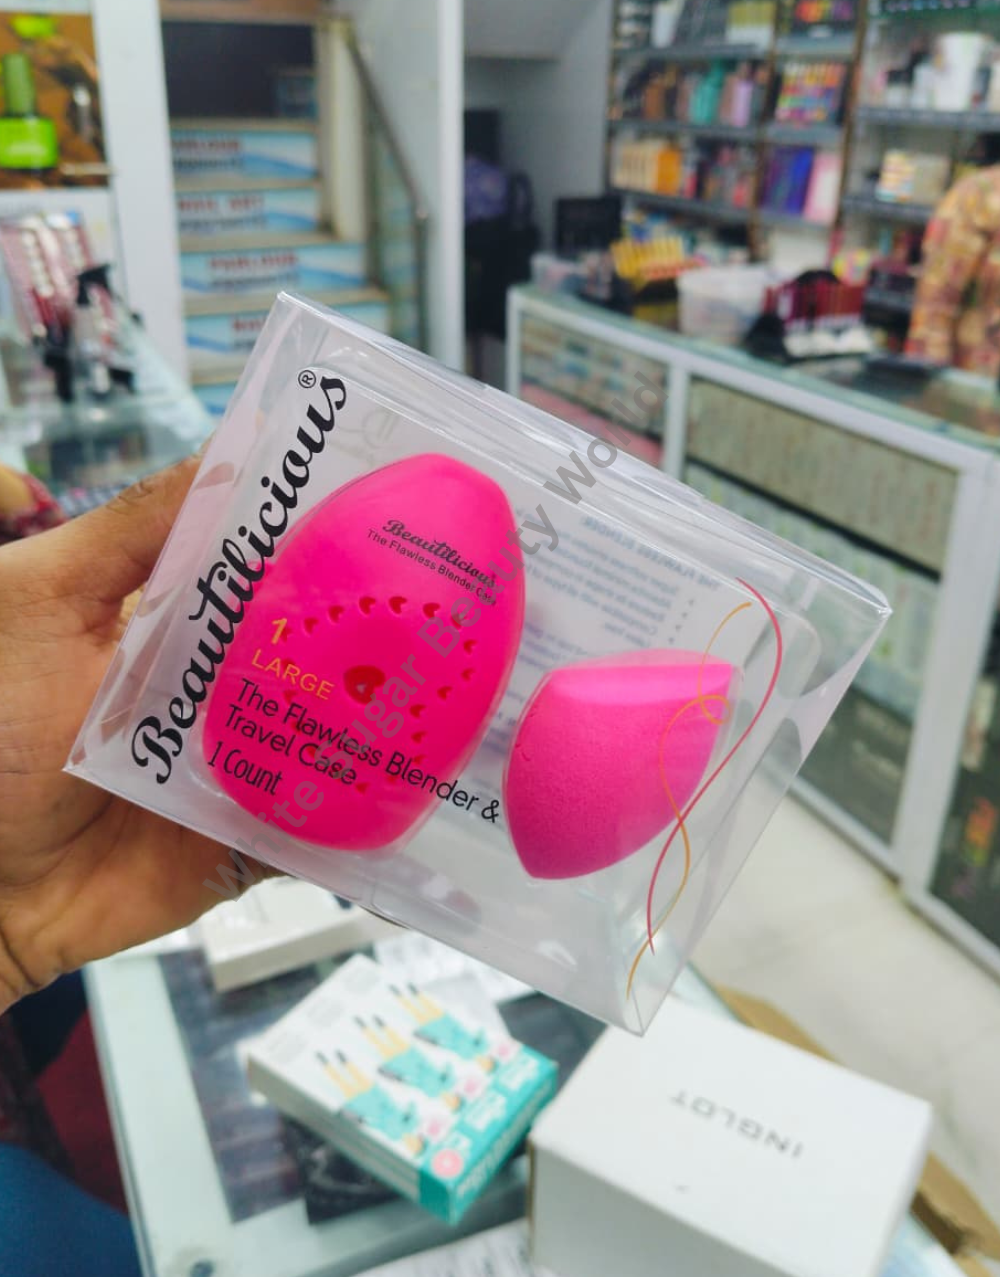 Beautilicious®
Beautilicious
The Flawless Blender Case
1
LARGE
The Flawless Blender &
Travel Case
1 Count
White Sugar Beauty World
INGLOT